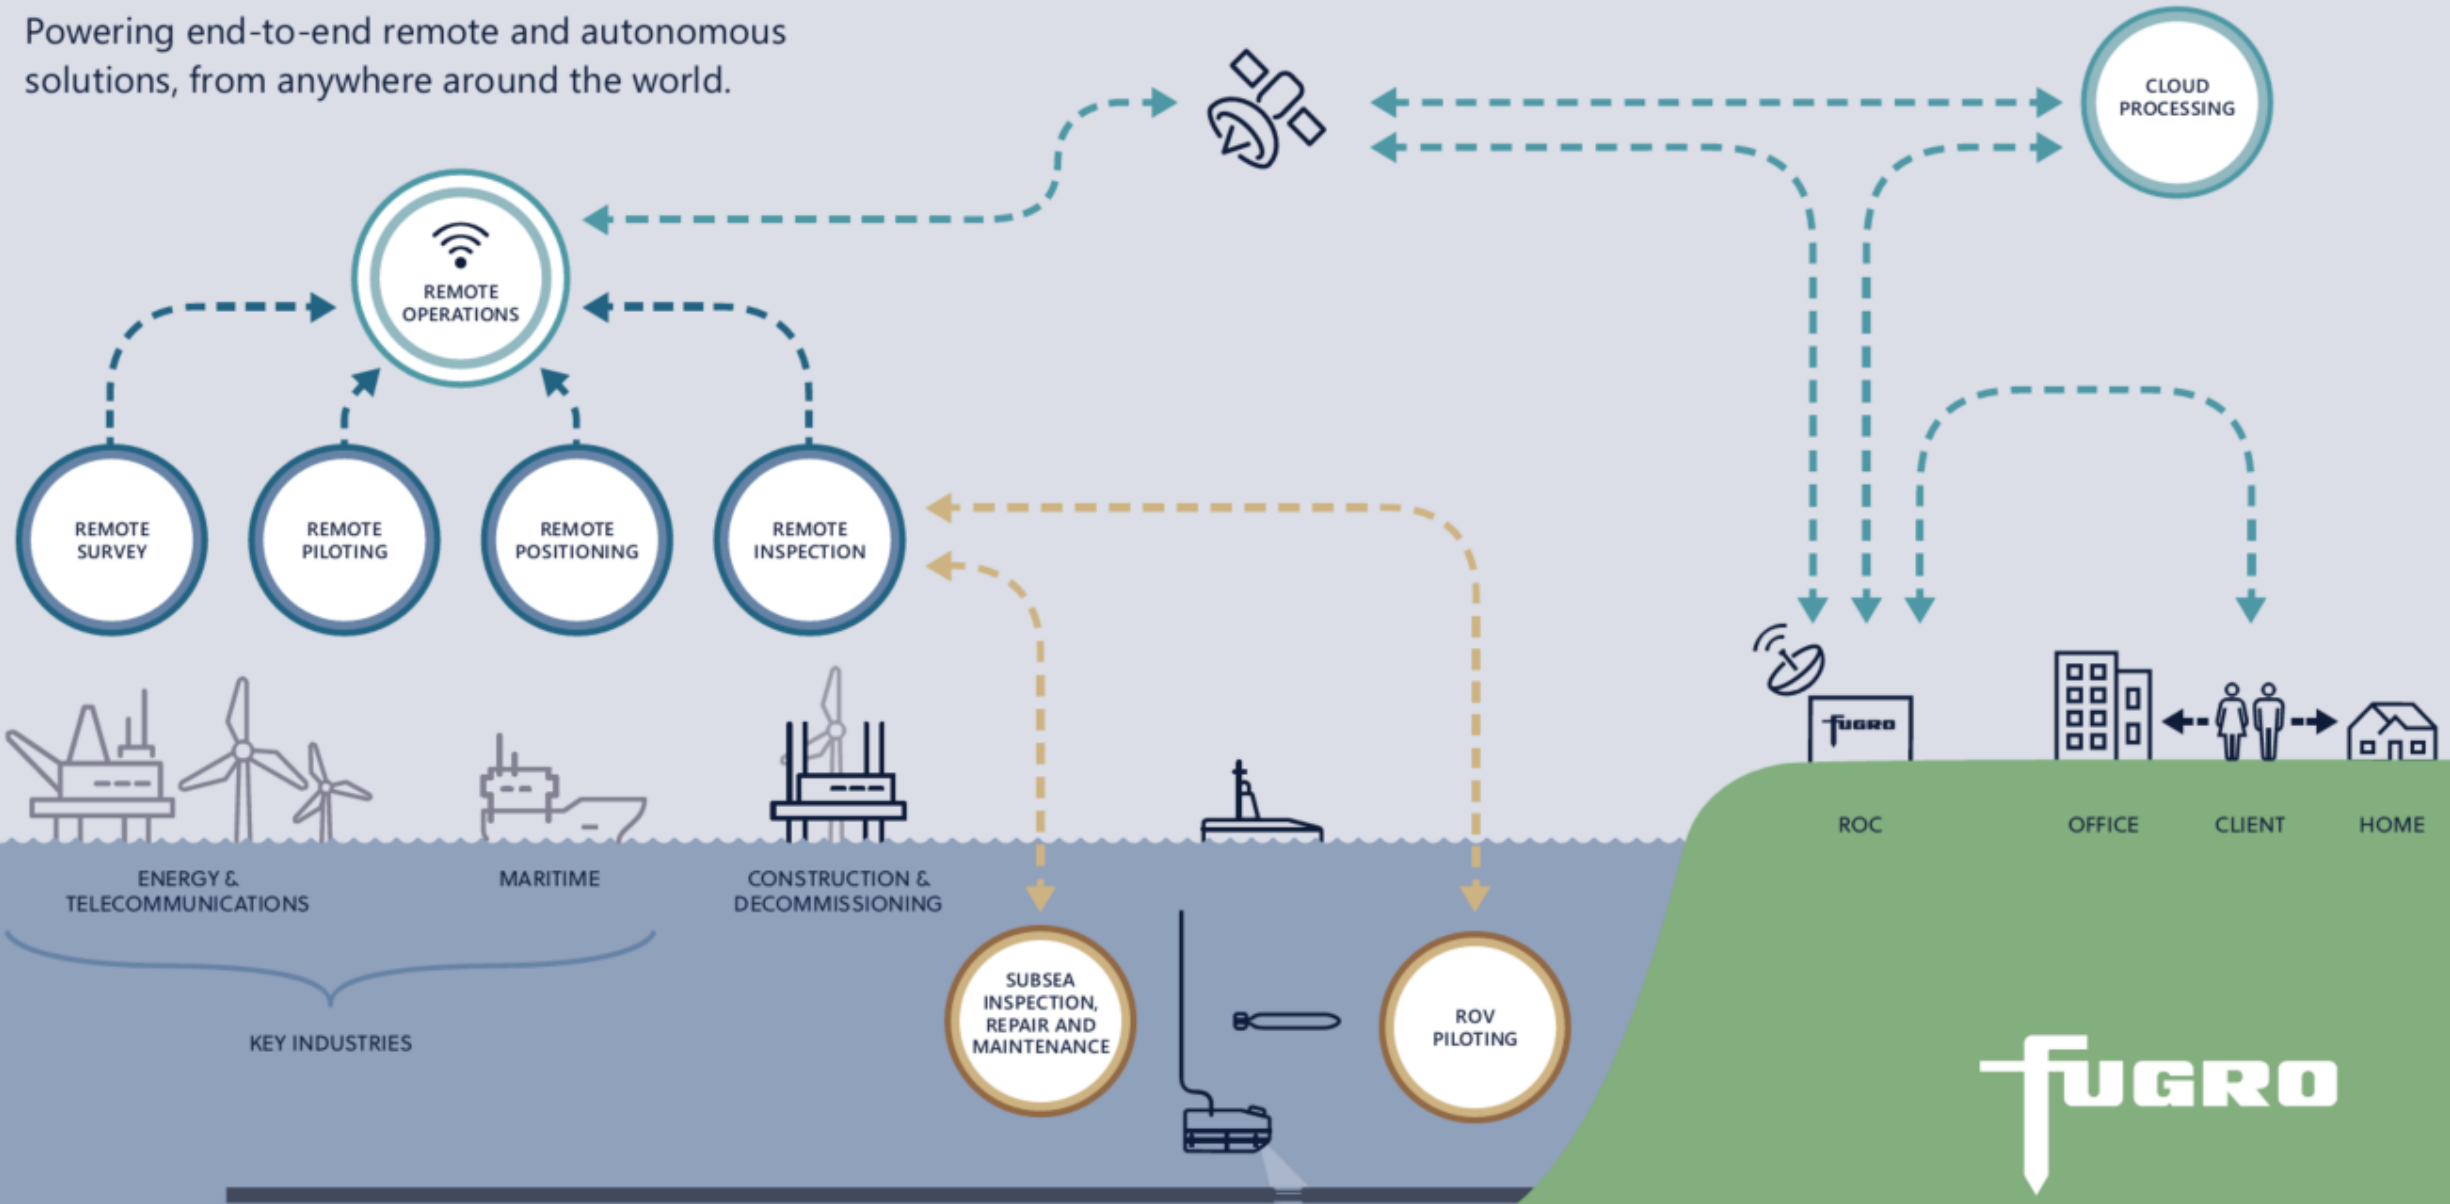 Powering end-to-end remote and autonomous
solutions, from anywhere around the world.
CLOUD
PROCESSING
REMOTE
OPERATIONS
REMOTE
SURVEY
REMOTE
PILOTING
REMOTE
POSITIONING
REMOTE
INSPECTION
FUGRO
ROC
OFFICE
CLIENT
HOME
ENERGY &
TELECOMMUNICATIONS
MARITIME
CONSTRUCTION &
DECOMMISSIONING
KEY INDUSTRIES
SUBSEA
INSPECTION,
REPAIR AND
MAINTENANCE
ROV
PILOTING
FUGRO